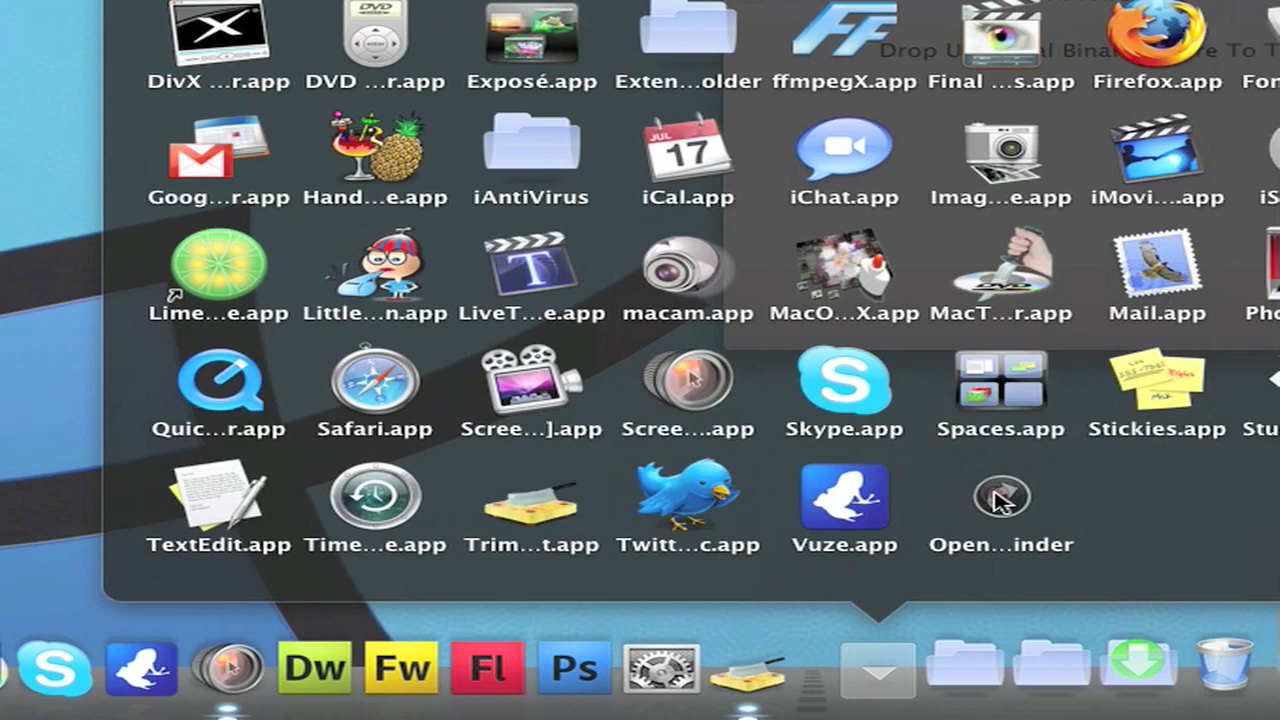 DivX ...r.app DVD ...r.app Exposé.app Exten...older ffmpegX.app Final ...s.app Firefox.app Fon
Drop U al Bina re To T
JUL
17
Goog...r.app Hand...e.app iAntiVirus iCal.app iChat.app Imag...e.app iMovi....app iS
Lime...e.app Little...n.app LiveT...e.app macam.app MacO...X.app MacT...r.app Mail.app Pho
Quic...r.app Safari.app Scree...].app Scree....app Skype.app Spaces.app Stickies.app Stu
TextEdit.app Time...e.app Trim...t.app Twitt...c.app Vuze.app Open...inder
Dw Fw Fl Ps